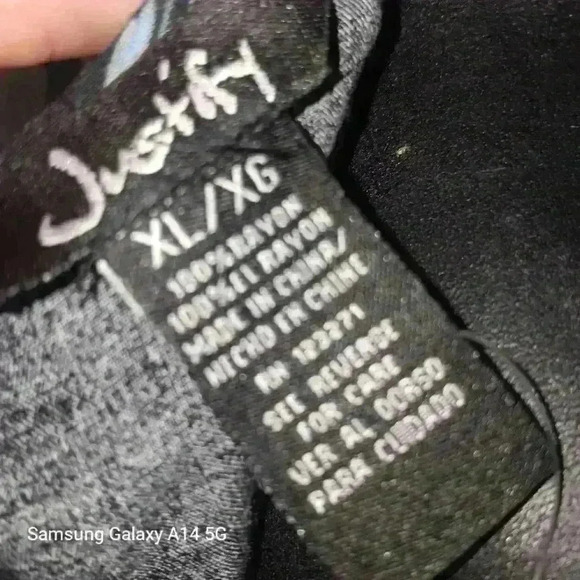 Justify
XL/XG
100% RAYON
100% EL RAYON
MADE IN CHINA/
HECHO EN CHINE
RN 123271
SEE REVERSE
FOR CARE
VER AL DORSO
PARA CUIDADO
Samsung Galaxy A14 5G